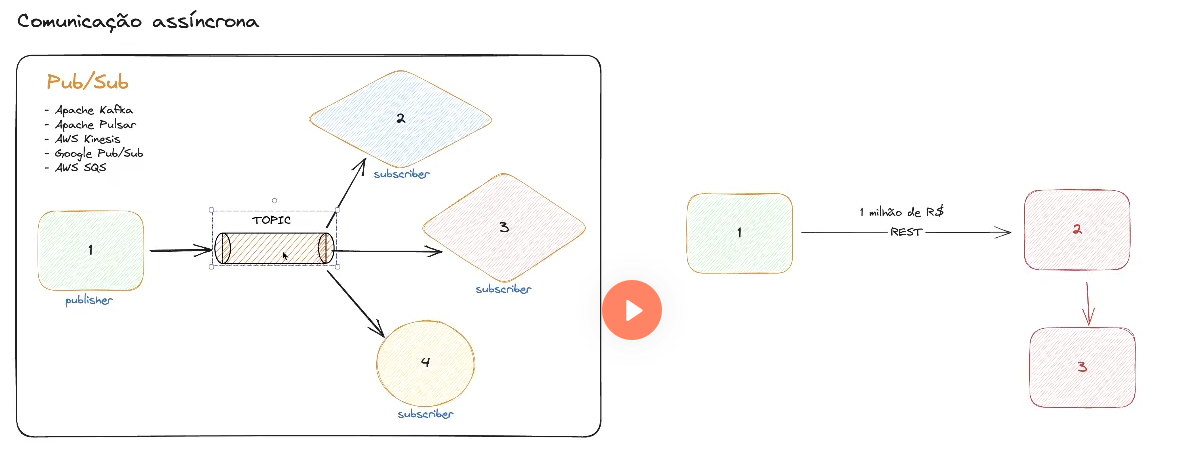 Comunicação assíncrona
Pub/Sub
- Apache Kafka
- Apache Pulsar
- AWS Kinesis
- Google Pub/Sub
- AWS SQS
2
subscriber
TOPIC
1
publisher
3
subscriber
4
subscriber
1
1 milhão de R$
REST
2
3